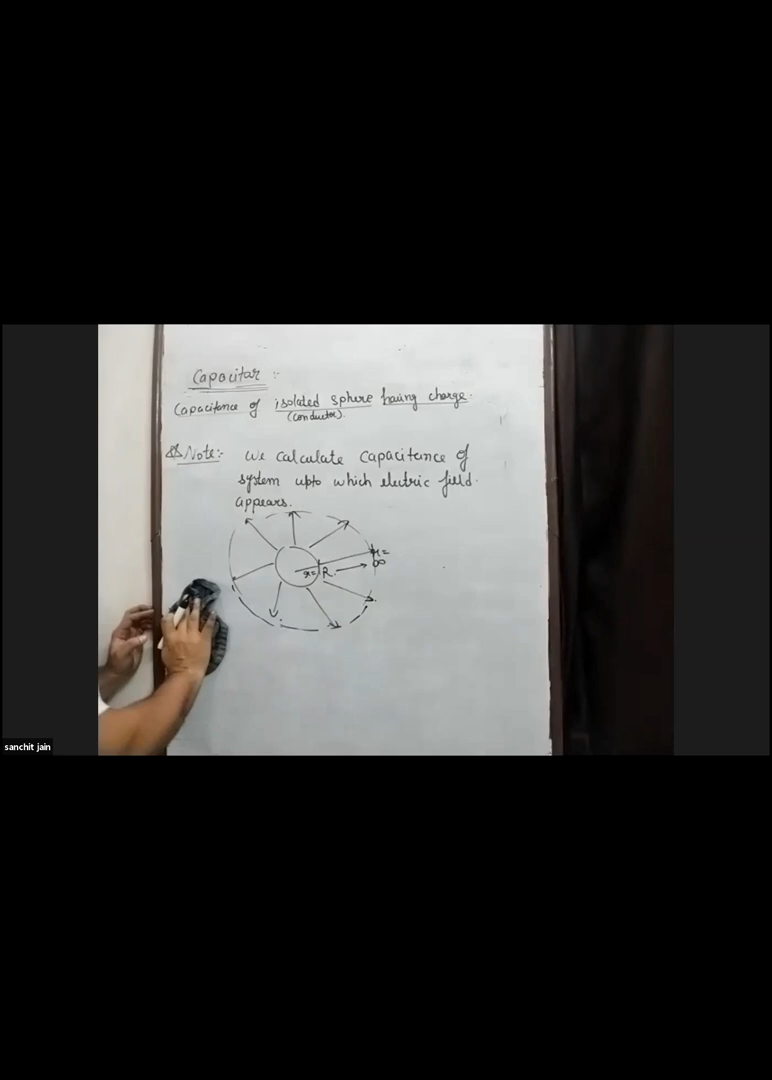 Capacitor :-
Capacitance of isolated sphere having charge.
(conductor).
Note:- We calculate capacitance of
system upto which electric field
appears.
r=
∞
r= R
sanchit jain